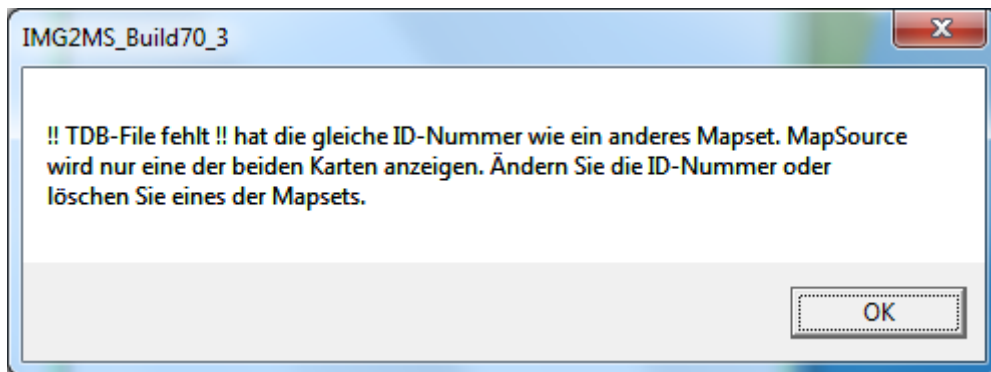 IMG2MS_Build70_3
!! TDB-File fehlt !! hat die gleiche ID-Nummer wie ein anderes Mapset. MapSource
wird nur eine der beiden Karten anzeigen. Ändern Sie die ID-Nummer oder
löschen Sie eines der Mapsets.
OK